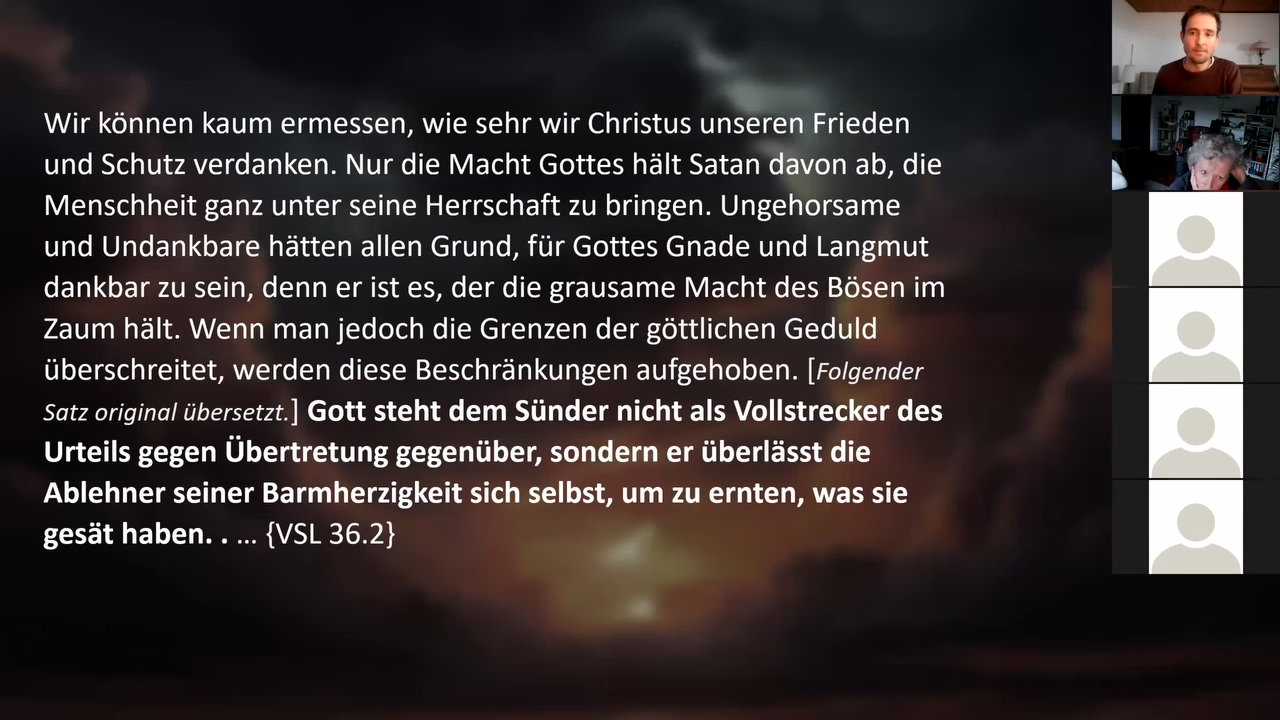 Wir können kaum ermessen, wie sehr wir Christus unseren Frieden
und Schutz verdanken. Nur die Macht Gottes hält Satan davon ab, die
Menschheit ganz unter seine Herrschaft zu bringen. Ungehorsame
und Undankbare hätten allen Grund, für Gottes Gnade und Langmut
dankbar zu sein, denn er ist es, der die grausame Macht des Bösen im
Zaum hält. Wenn man jedoch die Grenzen der göttlichen Geduld
überschreitet, werden diese Beschränkungen aufgehoben. [Folgender
Satz original übersetzt.] Gott steht dem Sünder nicht als Vollstrecker des
Urteils gegen Übertretung gegenüber, sondern er überlässt die
Ablehner seiner Barmherzigkeit sich selbst, um zu ernten, was sie
gesät haben. . … {VSL 36.2}